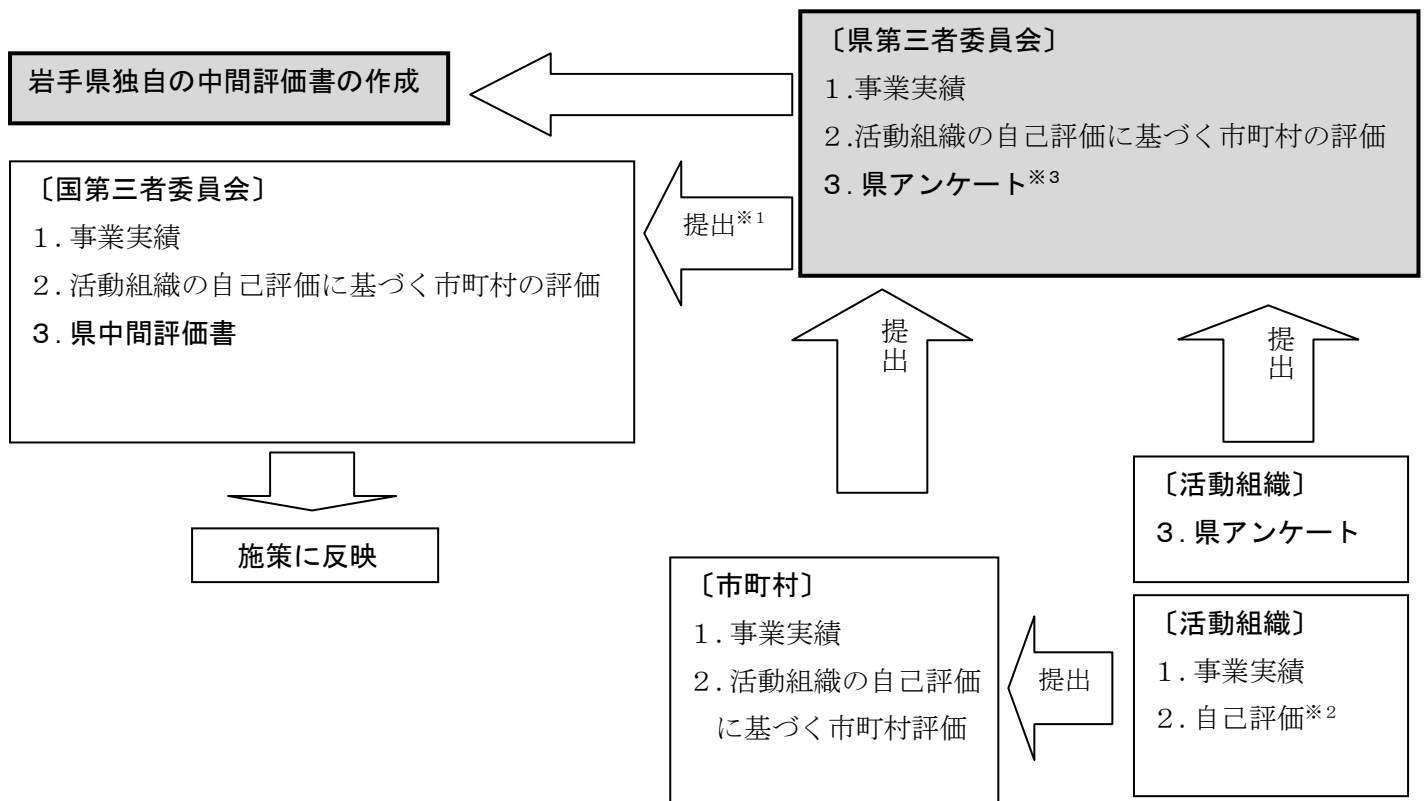 岩手県独自の中間評価書の作成
〔県第三者委員会〕
１.事業実績
２.活動組織の自己評価に基づく市町村の評価
３. 県アンケート※３
〔国第三者委員会〕
１. 事業実績
２. 活動組織の自己評価に基づく市町村の評価
３. 県中間評価書
提出※１
提出
提出
施策に反映
〔活動組織〕
３. 県アンケート
〔市町村〕
１. 事業実績
２. 活動組織の自己評価
に基づく市町村評価
提出
〔活動組織〕
１. 事業実績
２. 自己評価※２